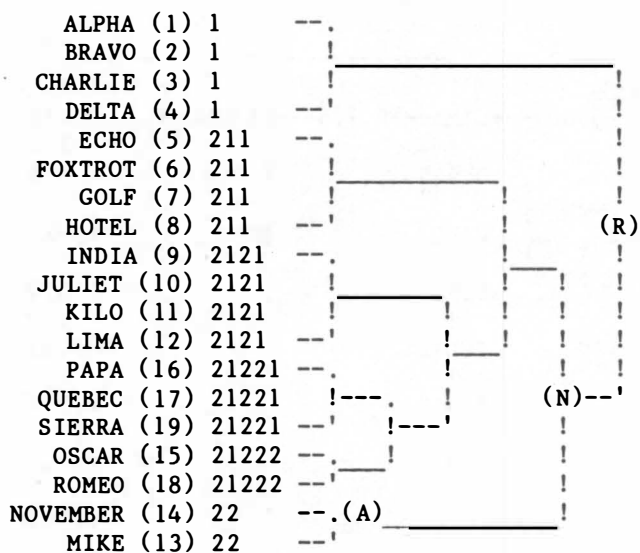 ALPHA (1) 1
BRAVO (2) 1
CHARLIE (3) 1
DELTA (4) 1
ECHO (5) 211
FOXTROT (6) 211
GOLF (7) 211
HOTEL (8) 211 (R)
INDIA (9) 2121
JULIET (10) 2121
KILO (11) 2121
LIMA (12) 2121
PAPA (16) 21221
QUEBEC (17) 21221 (N)
SIERRA (19) 21221
OSCAR (15) 21222
ROMEO (18) 21222
NOVEMBER (14) 22 (A)
MIKE (13) 22